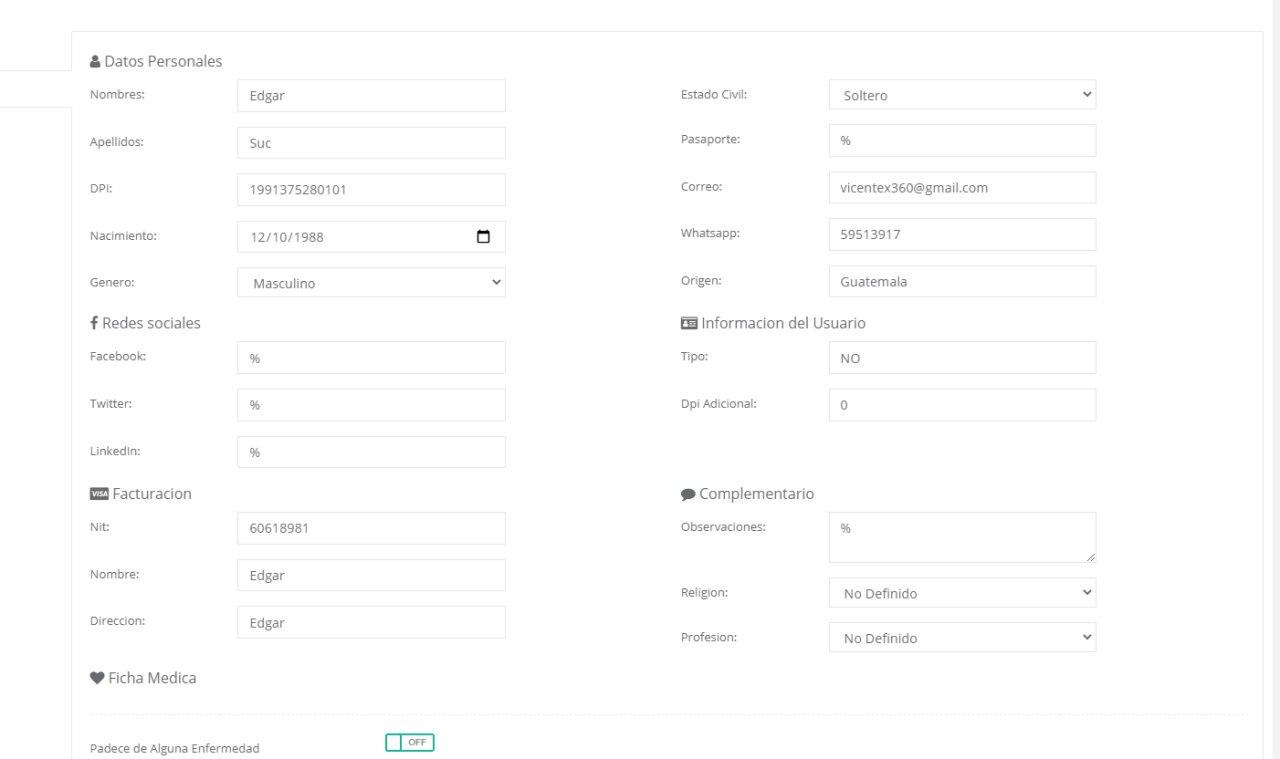 Datos Personales
Nombres: Edgar
Estado Civil: Soltero
Apellidos: Suc
Pasaporte: %
DPI: 1991375280101
Correo: vicentex360@gmail.com
Nacimiento: 12/10/1988
Whatsapp: 59513917
Genero: Masculino
Origen: Guatemala
Redes sociales
Informacion del Usuario
Facebook: %
Tipo: NO
Twitter: %
Dpi Adicional: 0
LinkedIn: %
VISA Facturacion
Complementario
Nit: 60618981
Observaciones: %
Nombre: Edgar
Religion: No Definido
Direccion: Edgar
Profesion: No Definido
Ficha Medica
Padece de Alguna Enfermedad OFF